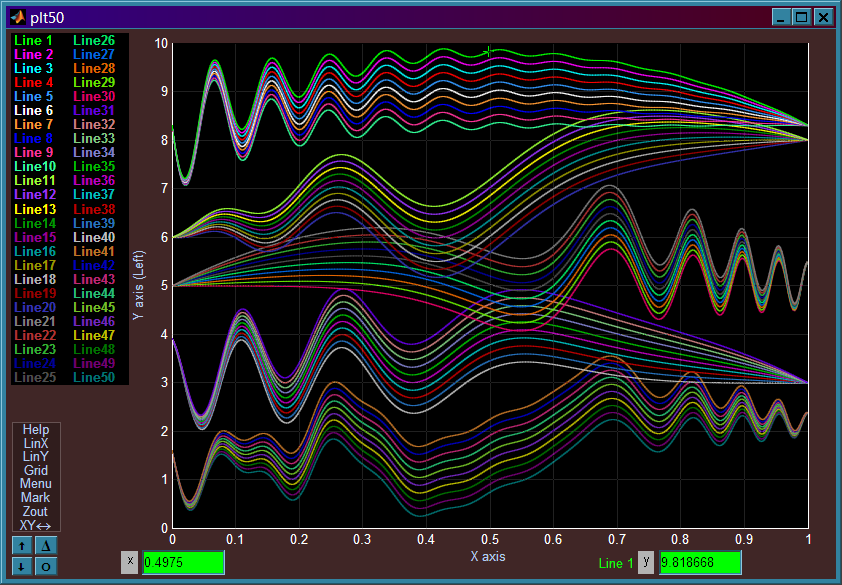 plt50
Line 1 Line26
Line 2 Line27
Line 3 Line28
Line 4 Line29
Line 5 Line30
Line 6 Line31
Line 7 Line32
Line 8 Line33
Line 9 Line34
Line10 Line35
Line11 Line36
Line12 Line37
Line13 Line38
Line14 Line39
Line15 Line40
Line16 Line41
Line17 Line42
Line18 Line43
Line19 Line44
Line20 Line45
Line21 Line46
Line22 Line47
Line23 Line48
Line24 Line49
Line25 Line50
10
9
8
7
6
5
4
3
2
1
0
Y axis (Left)
0 0.1 0.2 0.3 0.4 0.5 0.6 0.7 0.8 0.9 1
X axis
Help
LinX
LinY
Grid
Menu
Mark
Zout
XY↔
↑ Δ
↓ O
x 0.4975
Line 1 y 9.818668